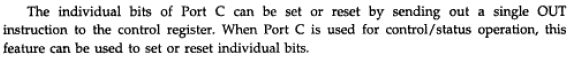 The individual bits of Port C can be set or reset by sending out a single OUT
instruction to the control register. When Port C is used for control/status operation, this
feature can be used to set or reset individual bits.